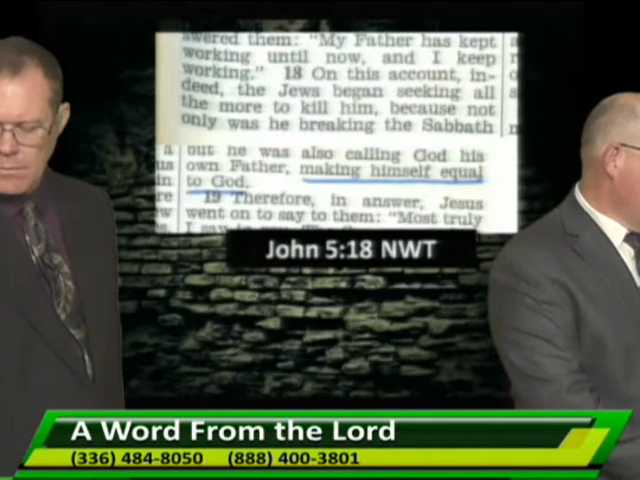 swered them: "My Father has kept
working until now, and I keep
working." 18 On this account, in-
deed, the Jews began seeking all
the more to kill him, because not
only was he breaking the Sabbath
out he was also calling God his
own Father, making himself equal
to God.
19 Therefore, in answer, Jesus
went on to say to them: "Most truly
I say to
John 5:18 NWT
A Word From the Lord
(336) 484-8050 (888) 400-3801